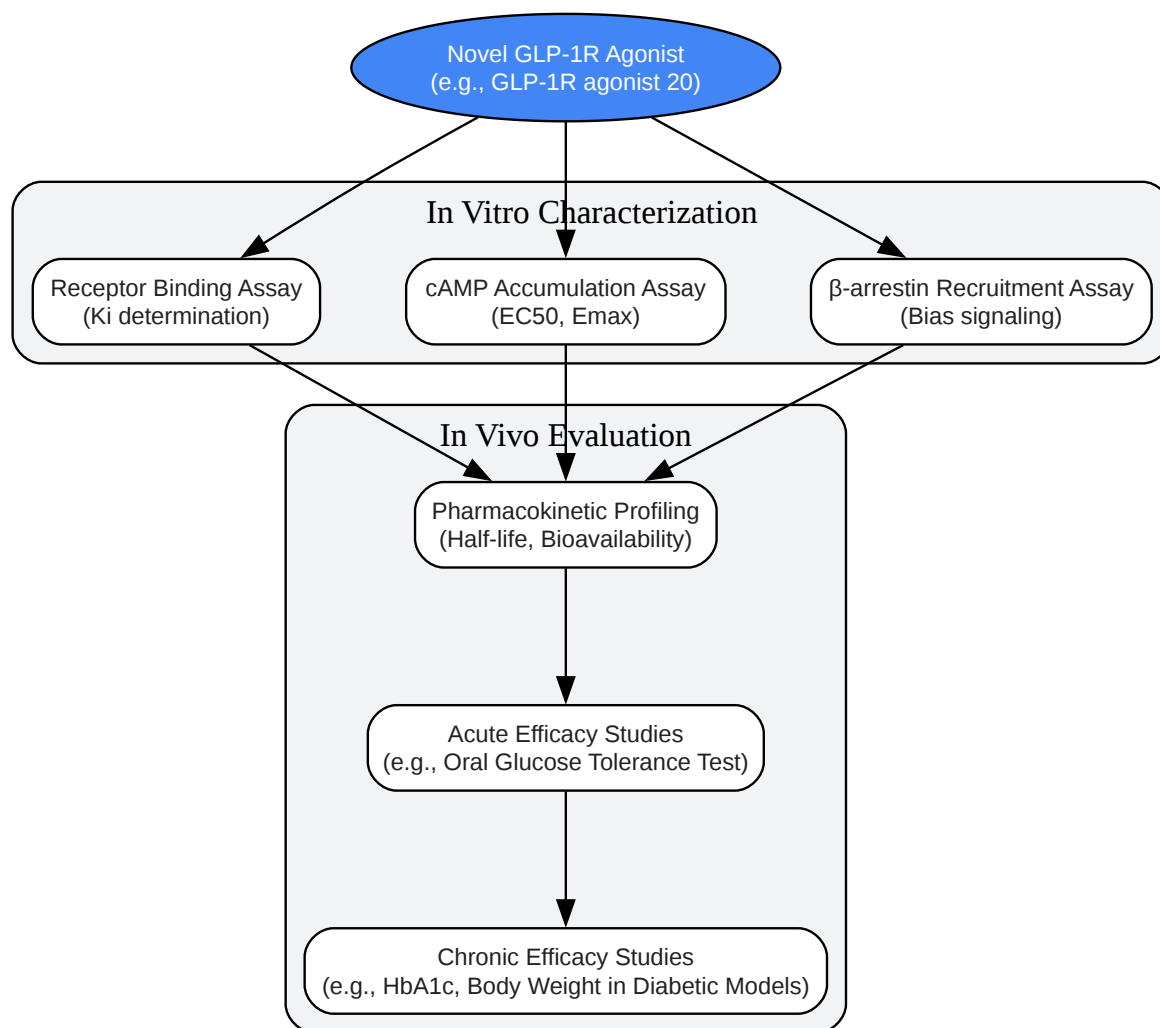 Novel GLP-1R Agonist
(e.g., GLP-1R agonist 20)
In Vitro Characterization
Receptor Binding Assay
(Ki determination)
cAMP Accumulation Assay
(EC50, Emax)
β-arrestin Recruitment Assay
(Bias signaling)
In Vivo Evaluation
Pharmacokinetic Profiling
(Half-life, Bioavailability)
Acute Efficacy Studies
(e.g., Oral Glucose Tolerance Test)
Chronic Efficacy Studies
(e.g., HbA1c, Body Weight in Diabetic Models)